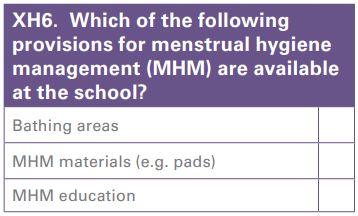 XH6. Which of the following
provisions for menstrual hygiene
management (MHM) are available
at the school?
Bathing areas
MHM materials (e.g. pads)
MHM education